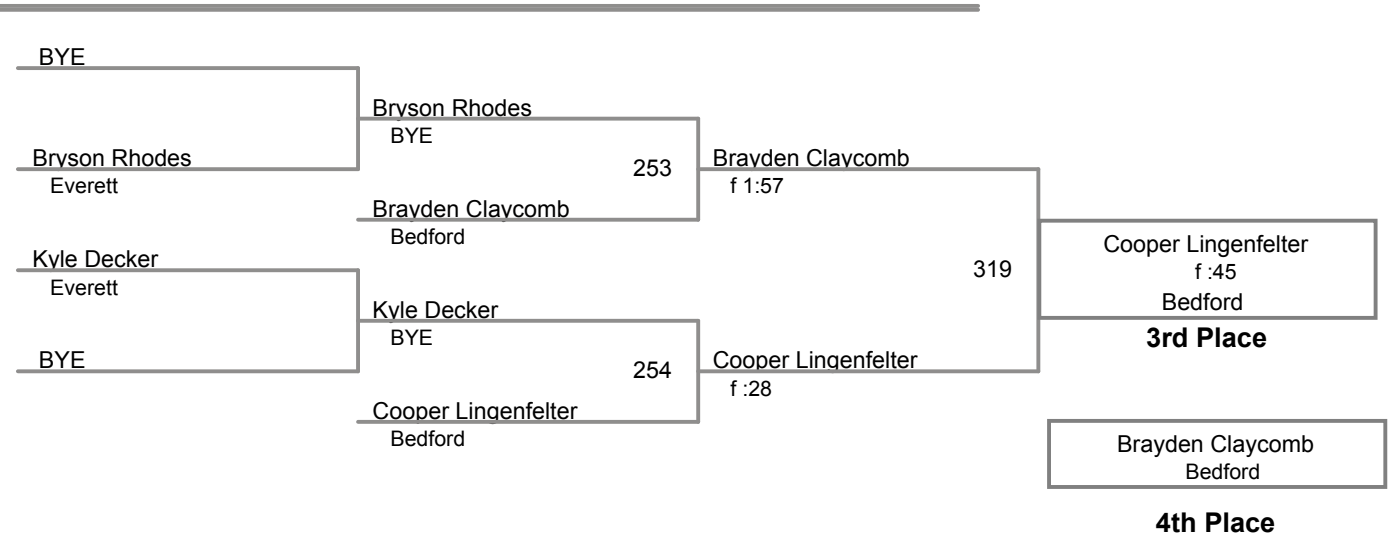 BYE
Bryson Rhodes
BYE
Bryson Rhodes
Everett
253
Brayden Claycomb
f 1:57
Brayden Claycomb
Bedford
Kyle Decker
Everett
319
Cooper Lingenfelter
f :45
Bedford
3rd Place
Kyle Decker
BYE
BYE
254
Cooper Lingenfelter
f :28
Cooper Lingenfelter
Bedford
Brayden Claycomb
Bedford
4th Place